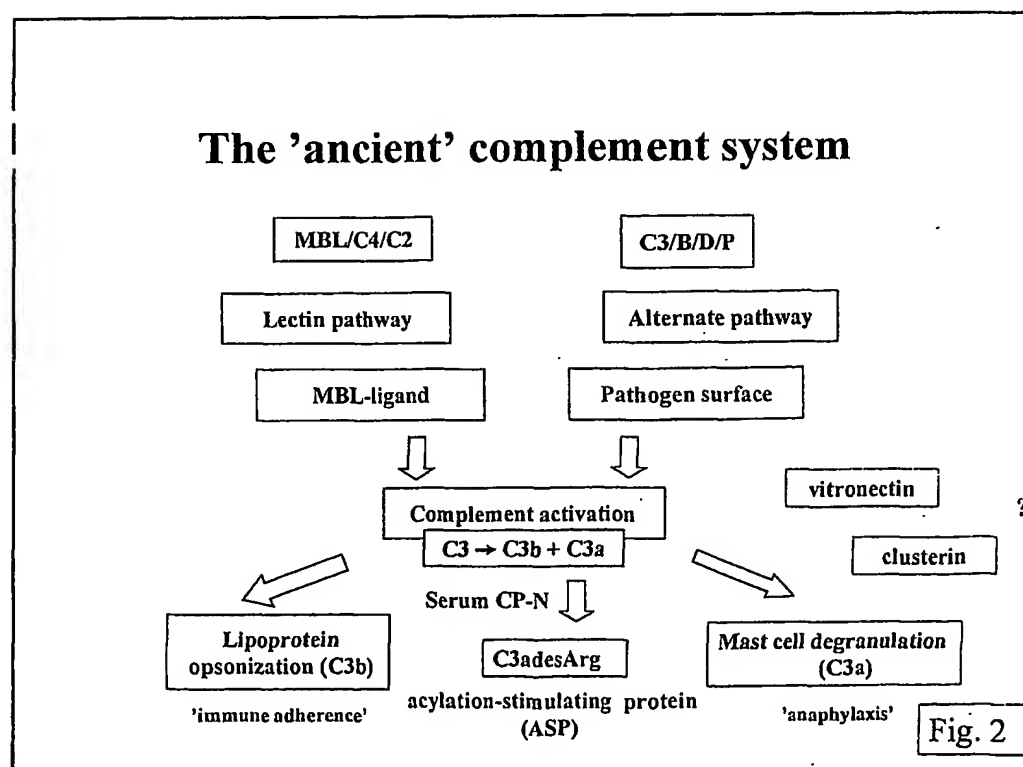 The 'ancient' complement system
MBL/C4/C2
C3/B/D/P
Lectin pathway
Alternate pathway
MBL-ligand
Pathogen surface
Complement activation
C3 → C3b + C3a
vitronectin
?
clusterin
Serum CP-N
Lipoprotein
opsonization (C3b)
'immune adherence'
C3adesArg
acylation-stimulating protein
(ASP)
Mast cell degranulation
(C3a)
'anaphylaxis'
Fig. 2